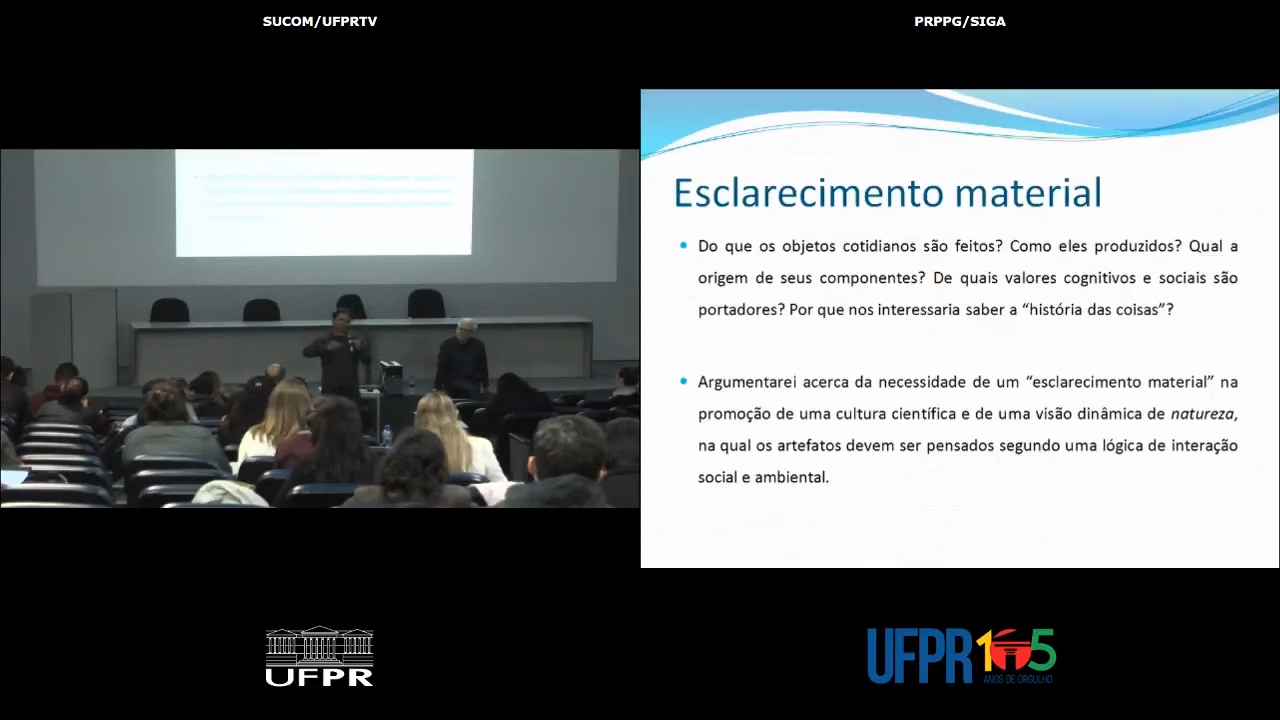 SUCOM/UFPRTV
PRPPG/SIGA
Esclarecimento material
• Do que os objetos cotidianos são feitos? Como eles produzidos? Qual a
origem de seus componentes? De quais valores cognitivos e sociais são
portadores? Por que nos interessaria saber a “história das coisas”?
• Argumentarei acerca da necessidade de um “esclarecimento material” na
promoção de uma cultura científica e de uma visão dinâmica de natureza,
na qual os artefatos devem ser pensados segundo uma lógica de interação
social e ambiental.
UFPR
UFPR 105
ANOS DE ORGULHO